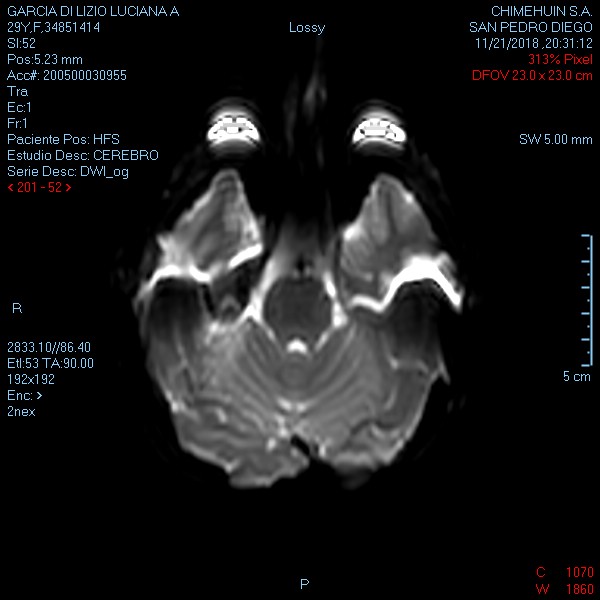 GARCIA DI LIZIO LUCIANA A
29Y,F,34851414
Sl:52
Pos:5.23 mm
Acc#: 200500030955
Tra
Ec:1
Fr:1
Paciente Pos: HFS
Estudio Desc: CEREBRO
Serie Desc: DWI_og
< 201 - 52 >
Lossy
CHIMEHUIN S.A.
SAN PEDRO DIEGO
11/21/2018 ,20:31:12
313% Pixel
DFOV 23.0 x 23.0 cm
SW 5.00 mm
R
5 cm
2833.10//86.40
Etl:53 TA:90.00
192x192
Enc: >
2nex
P
C 1070
W 1860